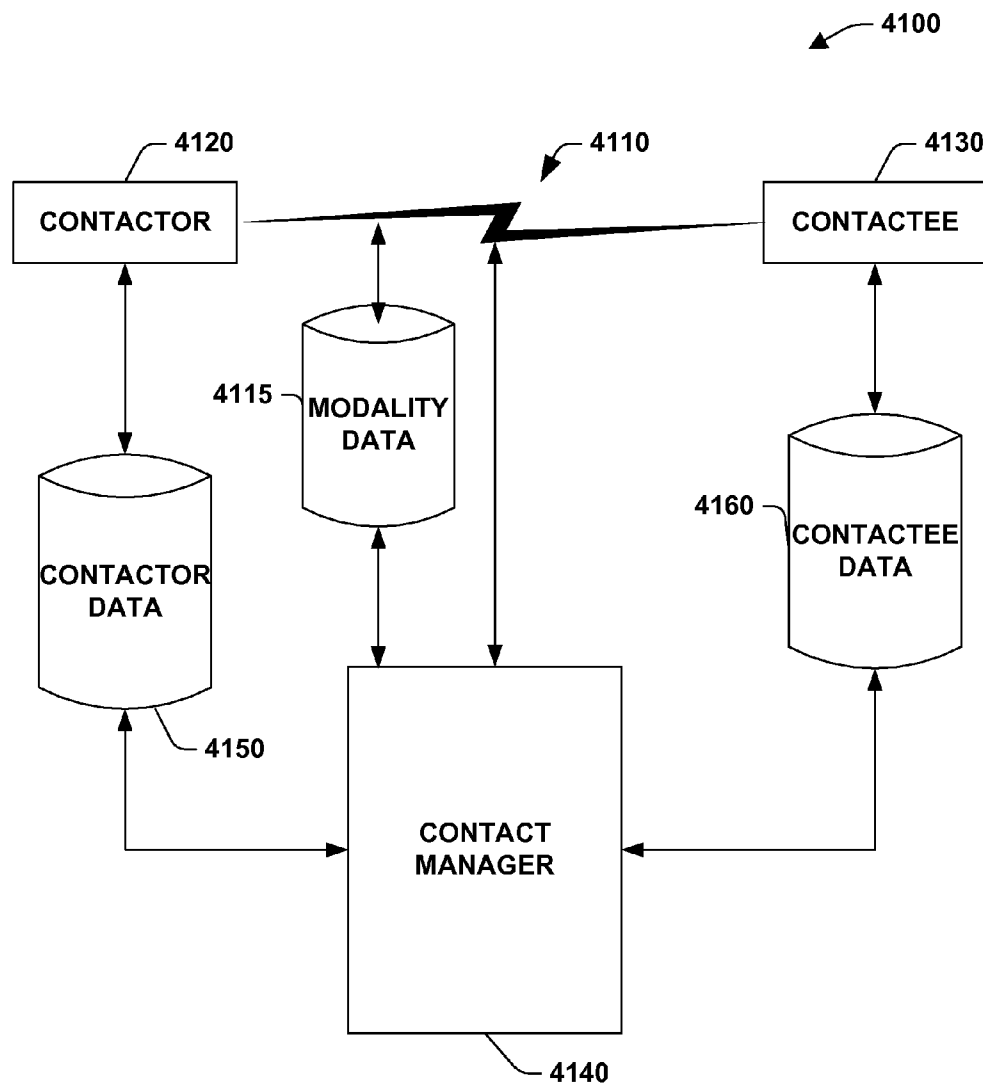 4100
4120
4110
4130
CONTACTOR
CONTACTEE
4115
MODALITY
DATA
4160
CONTACTEE
DATA
CONTACTOR
DATA
4150
CONTACT
MANAGER
4140